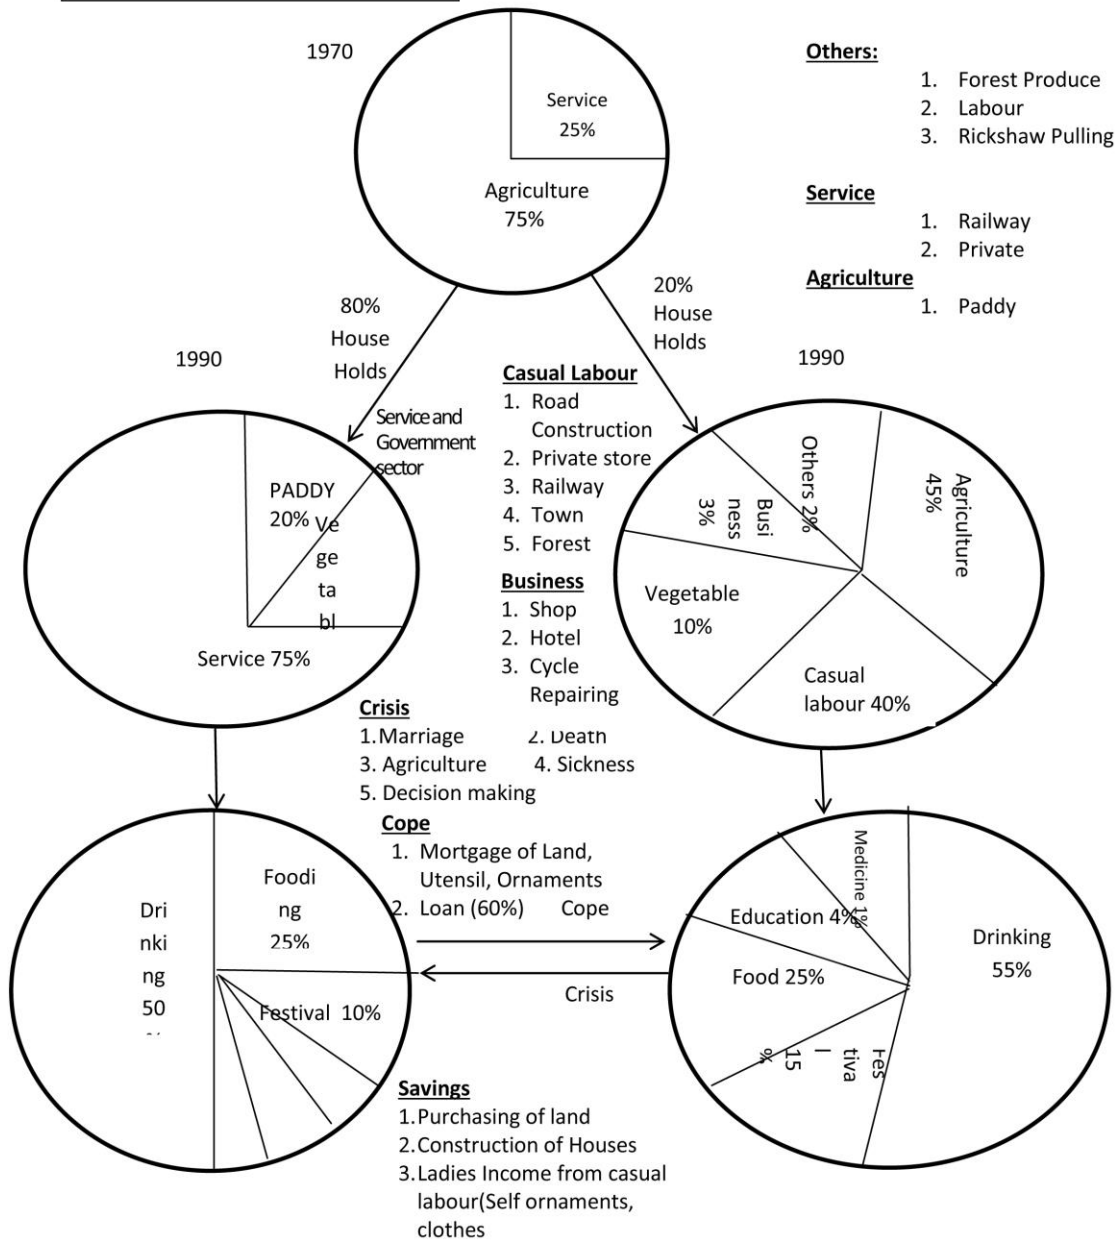 1970
Service
25%
Agriculture
75%
Others:
1. Forest Produce
2. Labour
3. Rickshaw Pulling
Service
1. Railway
2. Private
Agriculture
1. Paddy
80%
House
Holds
20%
House
Holds
1990
Service and
Government
sector
PADDY
20%
Ve
ge
ta
bl
Service 75%
Casual Labour
1. Road
Construction
2. Private store
3. Railway
4. Town
5. Forest
Business
1. Shop
2. Hotel
3. Cycle
Repairing
1990
Others 2%
Agriculture
45%
Busi
ness
3%
Vegetable
10%
Casual
labour 40%
Crisis
1.Marriage 2. Death
3. Agriculture 4. Sickness
5. Decision making
Cope
1. Mortgage of Land,
Utensil, Ornaments
2. Loan (60%) Cope
Crisis
Dri
nki
ng
50
Foodi
ng
25%
Festival 10%
Medicine 1%
Education 4%
Food 25%
Drinking
55%
Fes
tiva
l
15
%
Savings
1.Purchasing of land
2.Construction of Houses
3.Ladies Income from casual
labour(Self ornaments,
clothes